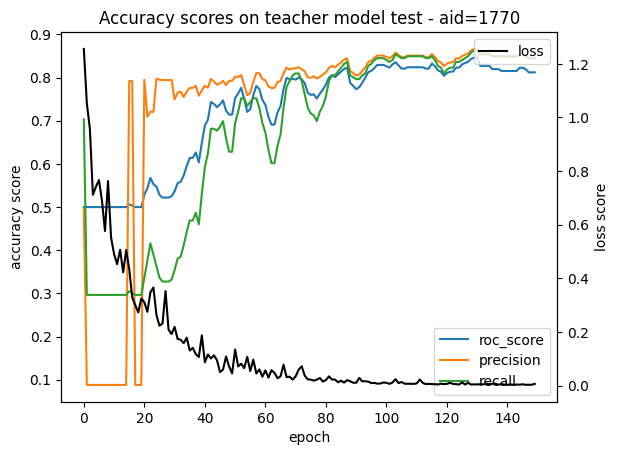 Accuracy scores on teacher model test - aid=1770
accuracy score
0.9
0.8
0.7
0.6
0.5
0.4
0.3
0.2
0.1
loss
1.2
1.0
0.8
0.6
0.4
0.2
0.0
loss score
roc_score
precision
recall
0 20 40 60 80 100 120 140
epoch